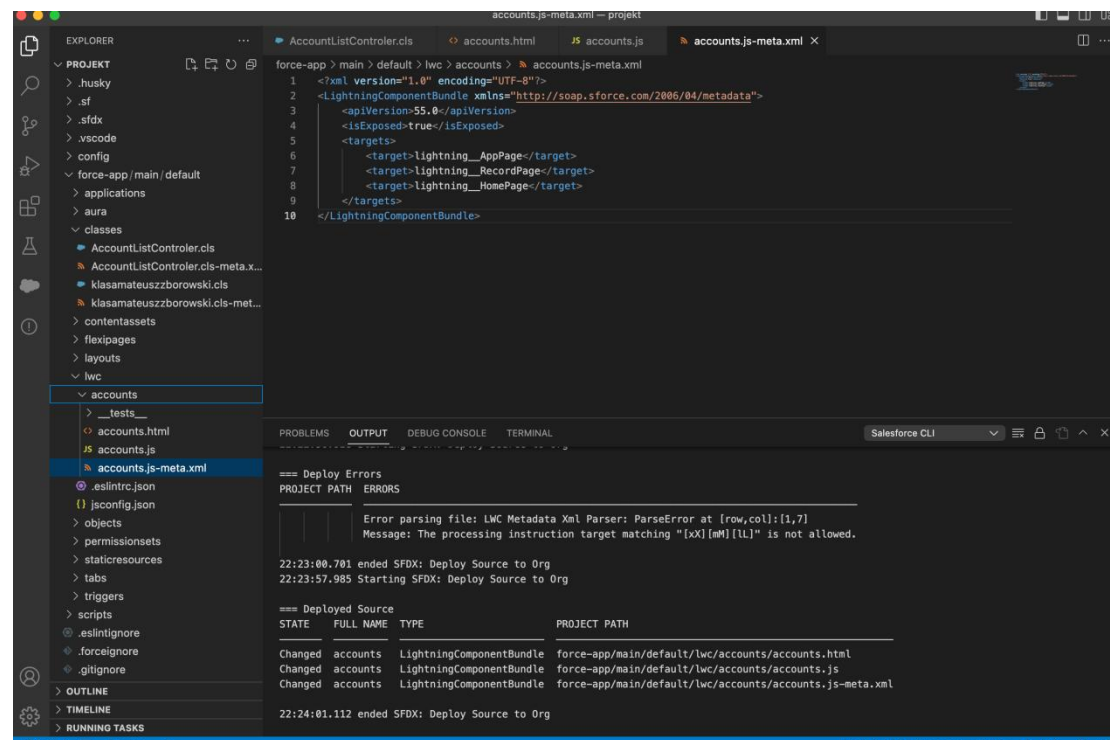 accounts.js-meta.xml — projekt
EXPLORER
AccountListControler.cls
accounts.html
JS accounts.js
accounts.js-meta.xml
PROJEKT
.husky
.sf
.sfdx
.vscode
config
force-app/main/default
applications
aura
classes
AccountListControler.cls
AccountListControler.cls-meta.x...
klasamateuszzborowski.cls
klasamateuszzborowski.cls-met...
contentassets
flexipages
layouts
lwc
accounts
__tests__
accounts.html
JS accounts.js
accounts.js-meta.xml
.eslintrc.json
jsconfig.json
objects
permissionsets
staticresources
tabs
triggers
scripts
.eslintignore
.forceignore
.gitignore
OUTLINE
TIMELINE
RUNNING TASKS
force-app > main > default > lwc > accounts > accounts.js-meta.xml
1 <?xml version="1.0" encoding="UTF-8"?>
2 <LightningComponentBundle xmlns="http://soap.sforce.com/2006/04/metadata">
3 <apiVersion>55.0</apiVersion>
4 <isExposed>true</isExposed>
5 <targets>
6 <target>lightning__AppPage</target>
7 <target>lightning__RecordPage</target>
8 <target>lightning__HomePage</target>
9 </targets>
10 </LightningComponentBundle>
PROBLEMS OUTPUT DEBUG CONSOLE TERMINAL
Salesforce CLI
=== Deploy Errors
PROJECT PATH ERRORS
Error parsing file: LWC Metadata Xml Parser: ParseError at [row,col]:[1,7]
Message: The processing instruction target matching "[xX][mM][lL]" is not allowed.
22:23:00.701 ended SFDX: Deploy Source to Org
22:23:57.985 Starting SFDX: Deploy Source to Org
=== Deployed Source
STATE FULL NAME TYPE PROJECT PATH
Changed accounts LightningComponentBundle force-app/main/default/lwc/accounts/accounts.html
Changed accounts LightningComponentBundle force-app/main/default/lwc/accounts/accounts.js
Changed accounts LightningComponentBundle force-app/main/default/lwc/accounts/accounts.js-meta.xml
22:24:01.112 ended SFDX: Deploy Source to Org